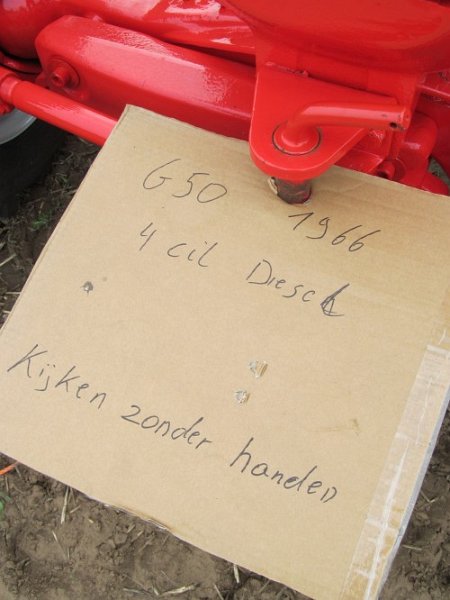 G50 1966
4 cil Diesel
Kijken zonder handen